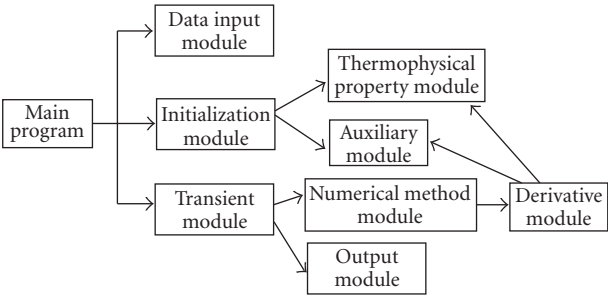 Data input
module
Thermophysical
property module
Main
program
Initialization
module
Auxiliary
module
Transient
module
Numerical method
module
Derivative
module
Output
module